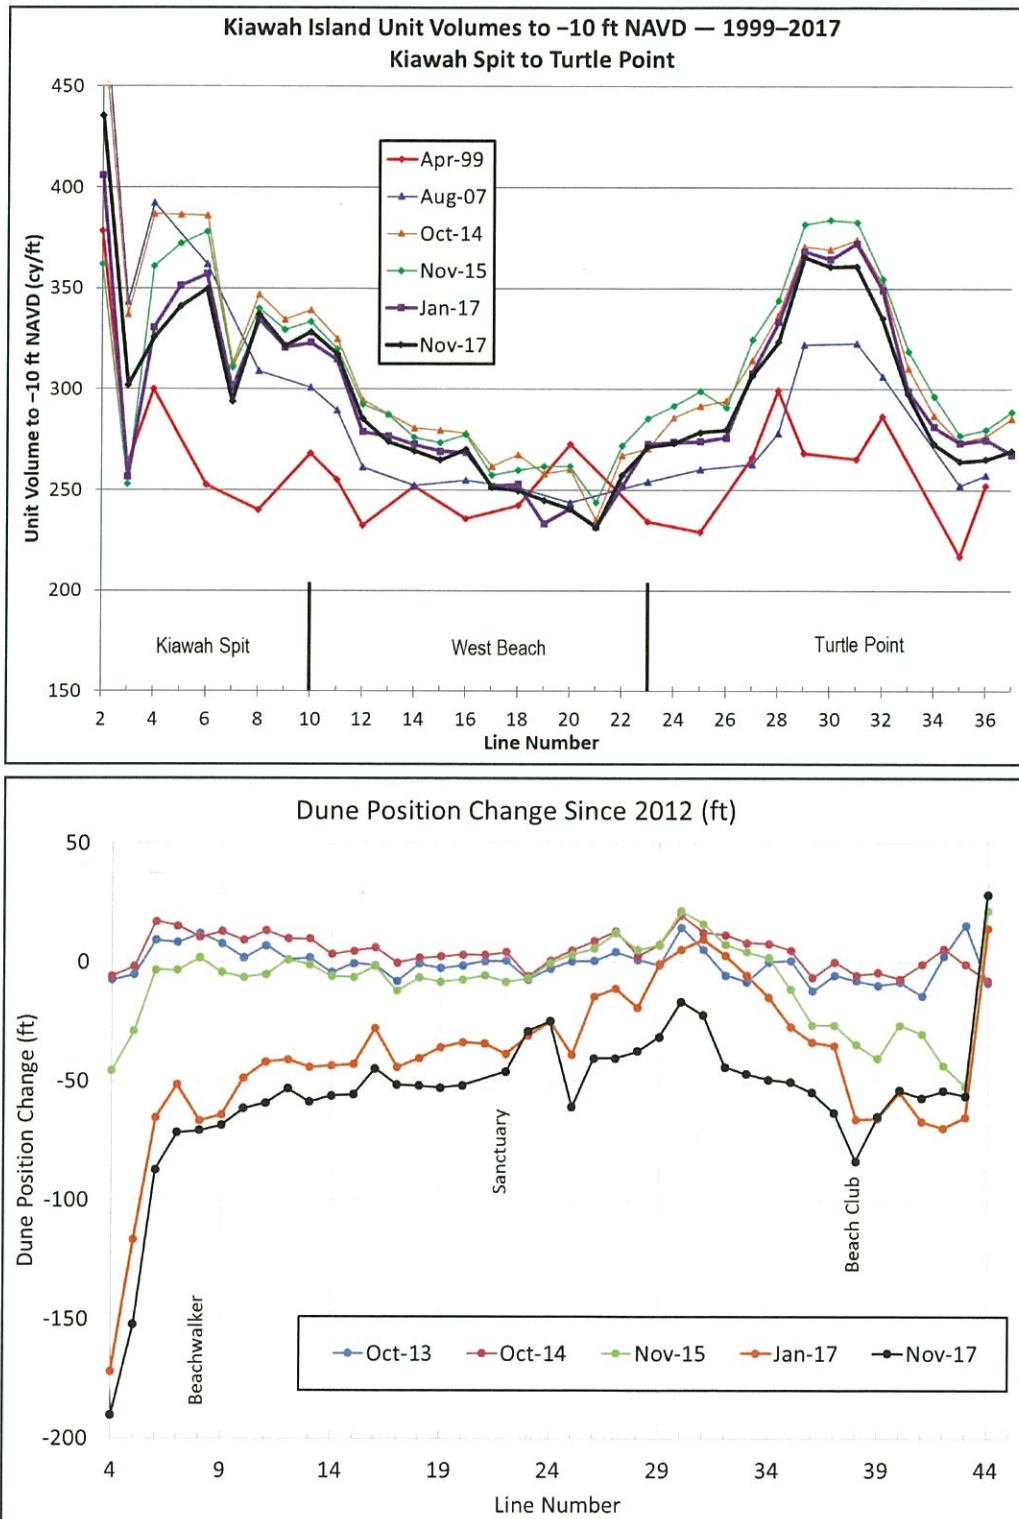 Kiawah Island Unit Volumes to −10 ft NAVD — 1999–2017
Kiawah Spit to Turtle Point
450
400
350
300
250
200
150
Unit Volume to −10 ft NAVD (cy/ft)
Apr-99
Aug-07
Oct-14
Nov-15
Jan-17
Nov-17
Kiawah Spit
West Beach
Turtle Point
2 4 6 8 10 12 14 16 18 20 22 24 26 28 30 32 34 36
Line Number
Dune Position Change Since 2012 (ft)
50
0
-50
-100
-150
-200
Dune Position Change (ft)
Beachwalker
Sanctuary
Beach Club
Oct-13 Oct-14 Nov-15 Jan-17 Nov-17
4 9 14 19 24 29 34 39 44
Line Number